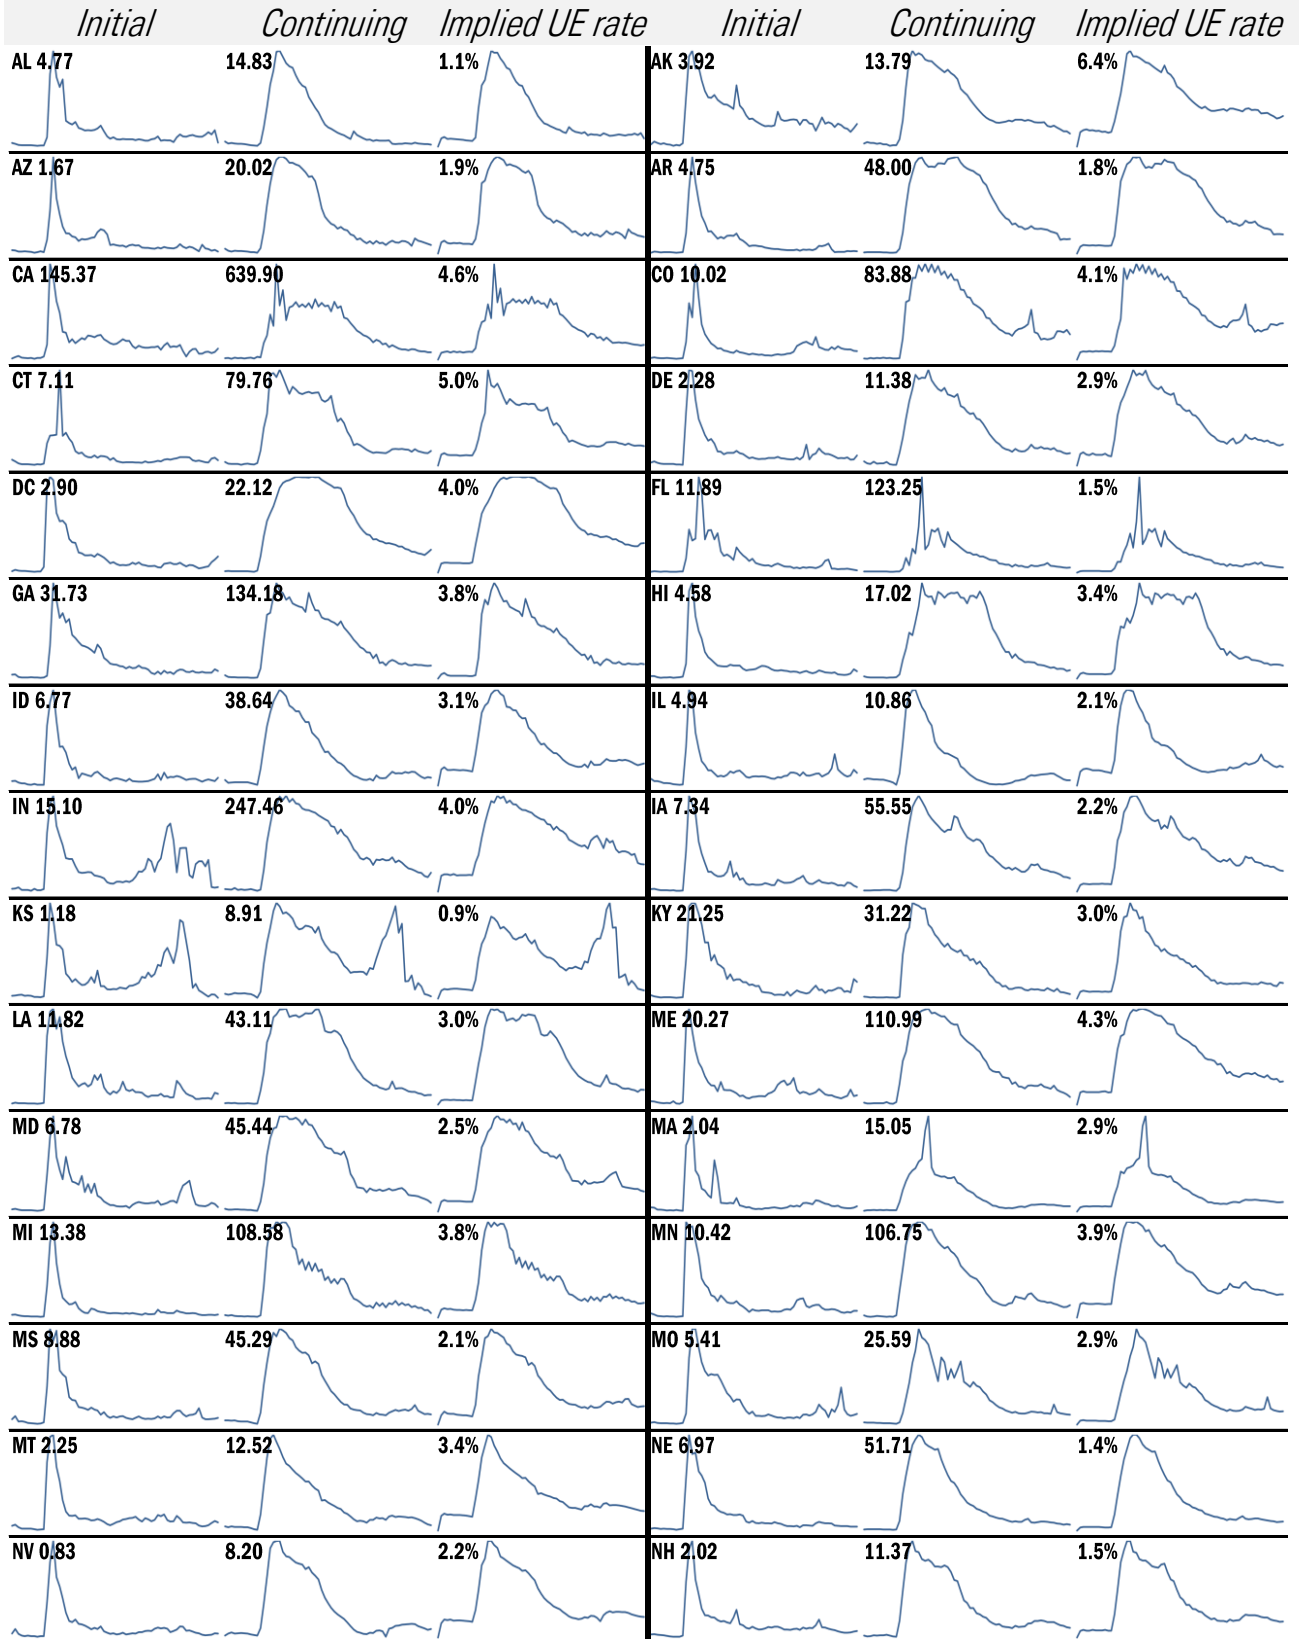 Initial Continuing Implied UE rate Initial Continuing Implied UE rate
AL 4.77 14.83 1.1% AK 3.92 13.79 6.4%
AZ 1.67 20.02 1.9% AR 4.75 48.00 1.8%
CA 145.37 639.90 4.6% CO 10.02 83.88 4.1%
CT 7.11 79.76 5.0% DE 2.28 11.38 2.9%
DC 2.90 22.12 4.0% FL 11.89 123.25 1.5%
GA 31.73 134.18 3.8% HI 4.58 17.02 3.4%
ID 6.77 38.64 3.1% IL 4.94 10.86 2.1%
IN 15.10 247.46 4.0% IA 7.34 55.55 2.2%
KS 1.18 8.91 0.9% KY 21.25 31.22 3.0%
LA 11.82 43.11 3.0% ME 20.27 110.99 4.3%
MD 6.78 45.44 2.5% MA 2.04 15.05 2.9%
MI 13.38 108.58 3.8% MN 10.42 106.75 3.9%
MS 8.88 45.29 2.1% MO 5.41 25.59 2.9%
MT 2.25 12.52 3.4% NE 6.97 51.71 1.4%
NV 0.83 8.20 2.2% NH 2.02 11.37 1.5%